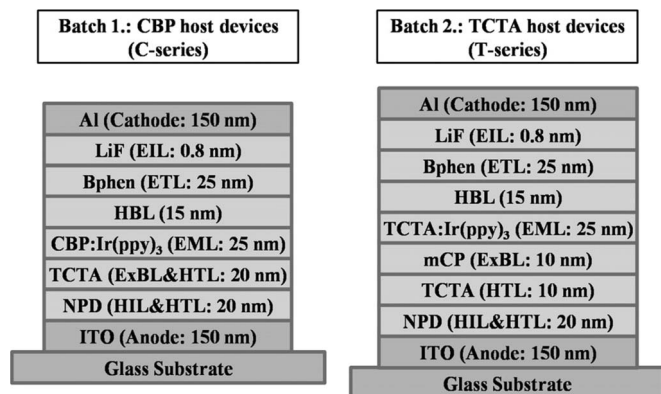 Batch 1.: CBP host devices
(C-series)
Al (Cathode: 150 nm)
LiF (EIL: 0.8 nm)
Bphen (ETL: 25 nm)
HBL (15 nm)
CBP:Ir(ppy)₃ (EML: 25 nm)
TCTA (ExBL&HTL: 20 nm)
NPD (HIL&HTL: 20 nm)
ITO (Anode: 150 nm)
Glass Substrate
Batch 2.: TCTA host devices
(T-series)
Al (Cathode: 150 nm)
LiF (EIL: 0.8 nm)
Bphen (ETL: 25 nm)
HBL (15 nm)
TCTA:Ir(ppy)₃ (EML: 25 nm)
mCP (ExBL: 10 nm)
TCTA (HTL: 10 nm)
NPD (HIL&HTL: 20 nm)
ITO (Anode: 150 nm)
Glass Substrate